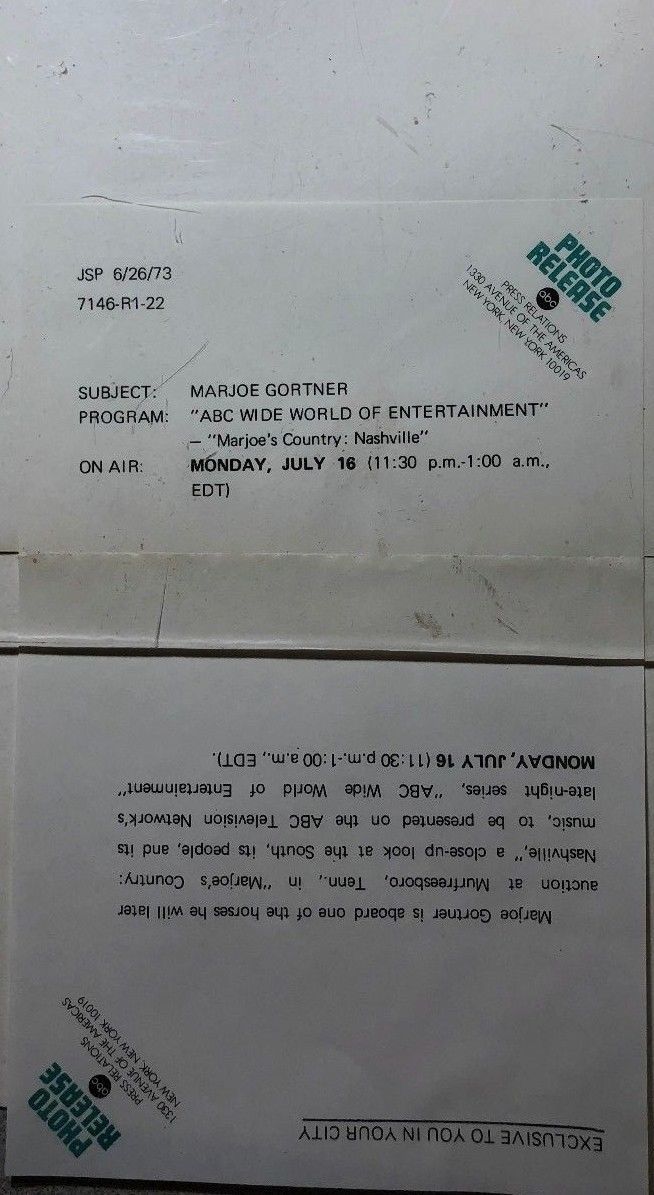 JSP 6/26/73
7146-R1-22
PHOTO
RELEASE
abc
PRESS RELATIONS
1330 AVENUE OF THE AMERICAS
NEW YORK, NEW YORK 10019
SUBJECT: MARJOE GORTNER
PROGRAM: "ABC WIDE WORLD OF ENTERTAINMENT"
– "Marjoe's Country: Nashville"
ON AIR: MONDAY, JULY 16 (11:30 p.m.-1:00 a.m.,
EDT)
EXCLUSIVE TO YOU IN YOUR CITY
PHOTO
RELEASE
abc
PRESS RELATIONS
1330 AVENUE OF THE AMERICAS
NEW YORK, NEW YORK 10019
Marjoe Gortner is aboard one of the horses he will later
auction at Murfreesboro, Tenn., in "Marjoe's Country:
Nashville," a close-up look at the South, its people, and its
music, to be presented on the ABC Television Network's
late-night series, "ABC Wide World of Entertainment"
MONDAY, JULY 16 (11:30 p.m.-1:00 a.m., EDT).